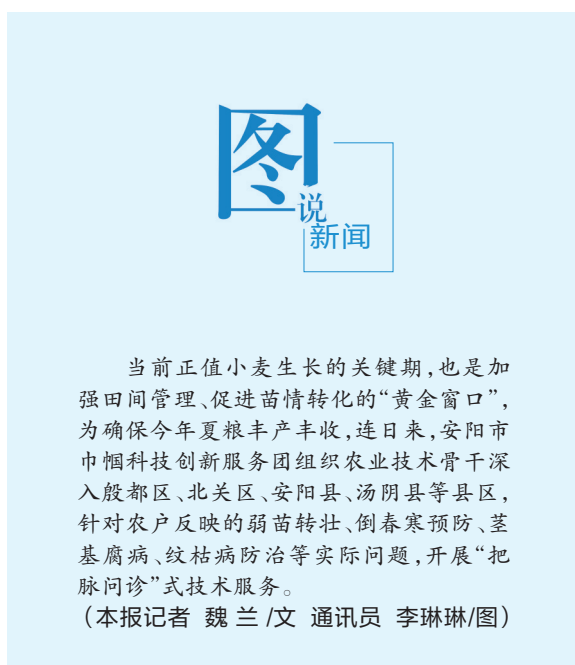 图
说
新闻
当前正值小麦生长的关键期,也是加
强田间管理、促进苗情转化的“黄金窗口”,
为确保今年夏粮丰产丰收,连日来,安阳市
巾帼科技创新服务团组织农业技术骨干深
入殷都区、北关区、安阳县、汤阴县等县区,
针对农户反映的弱苗转壮、倒春寒预防、茎
基腐病、纹枯病防治等实际问题,开展“把
脉问诊”式技术服务。
(本报记者 魏 兰/文 通讯员 李琳琳/图)